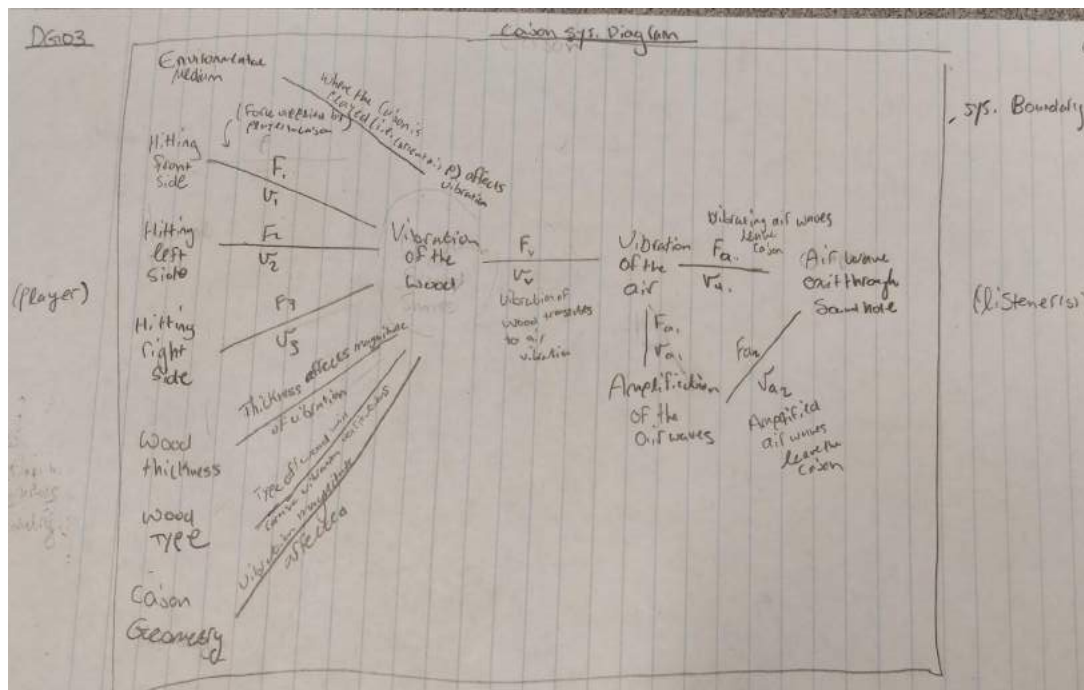 DG03
Cajon Sys. Diagram
Environmental
Medium
where the Cajon is
played (i.e. affects
vibration
sys. Boundary
(Force applied by
player on cajon
Hitting
front
side
F₁
V₁
Hitting
left
side
F₂
V₂
Vibration
of the
wood
Fᵥ
Vᵥ
Vibration of
wood translates
to air
vibration
Vibration
of the
air
Vibrating air waves
leave
cajon
Fₐ
Vₐ
Air wave
exit through
Sound hole
(Player)
(listener(s)
Hitting
right
side
F₃
V₃
Fₐ₁
Vₐ₁
Amplification
of the
air waves
Vₐ₂
Amplified
air waves
leave the
cajon
Thickness affects magnitude
of vibration
Wood
thickness
Type of wood
vibration
Wood
Type
Vibration magnitude
affected
Cajon
Geometry